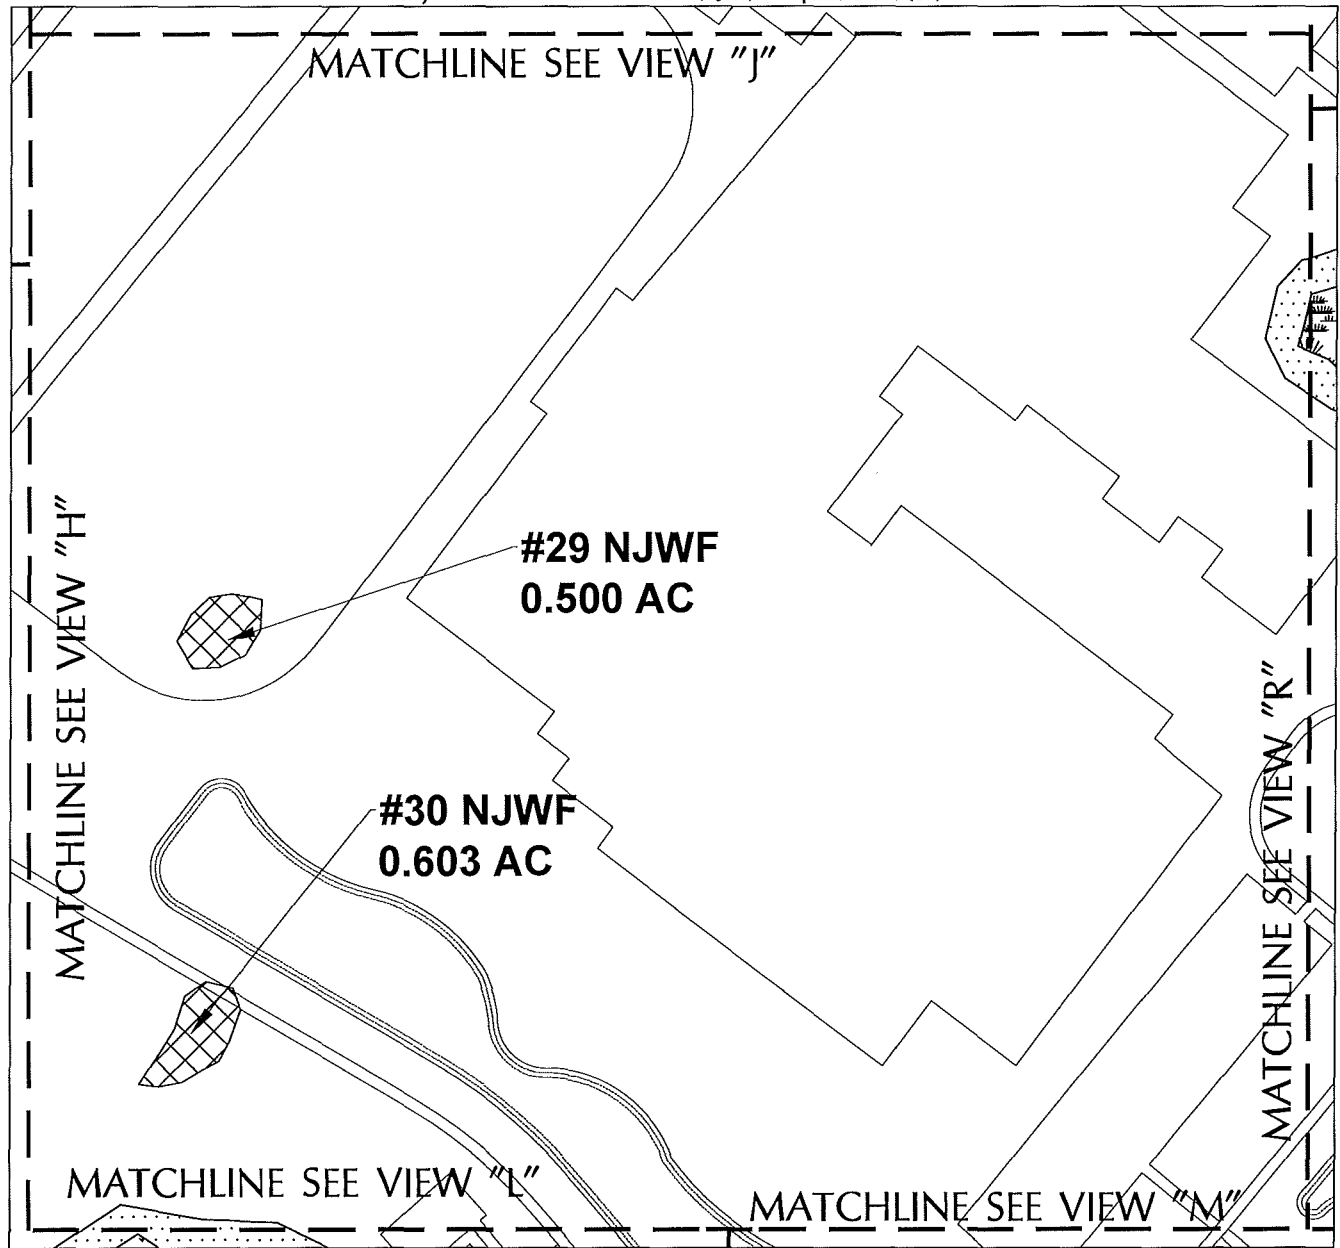 MATCHLINE SEE VIEW "J"
MATCHLINE SEE VIEW "H"
#29 NJWF
0.500 AC
MATCHLINE SEE VIEW "R"
#30 NJWF
0.603 AC
MATCHLINE SEE VIEW "L"
MATCHLINE SEE VIEW "M"